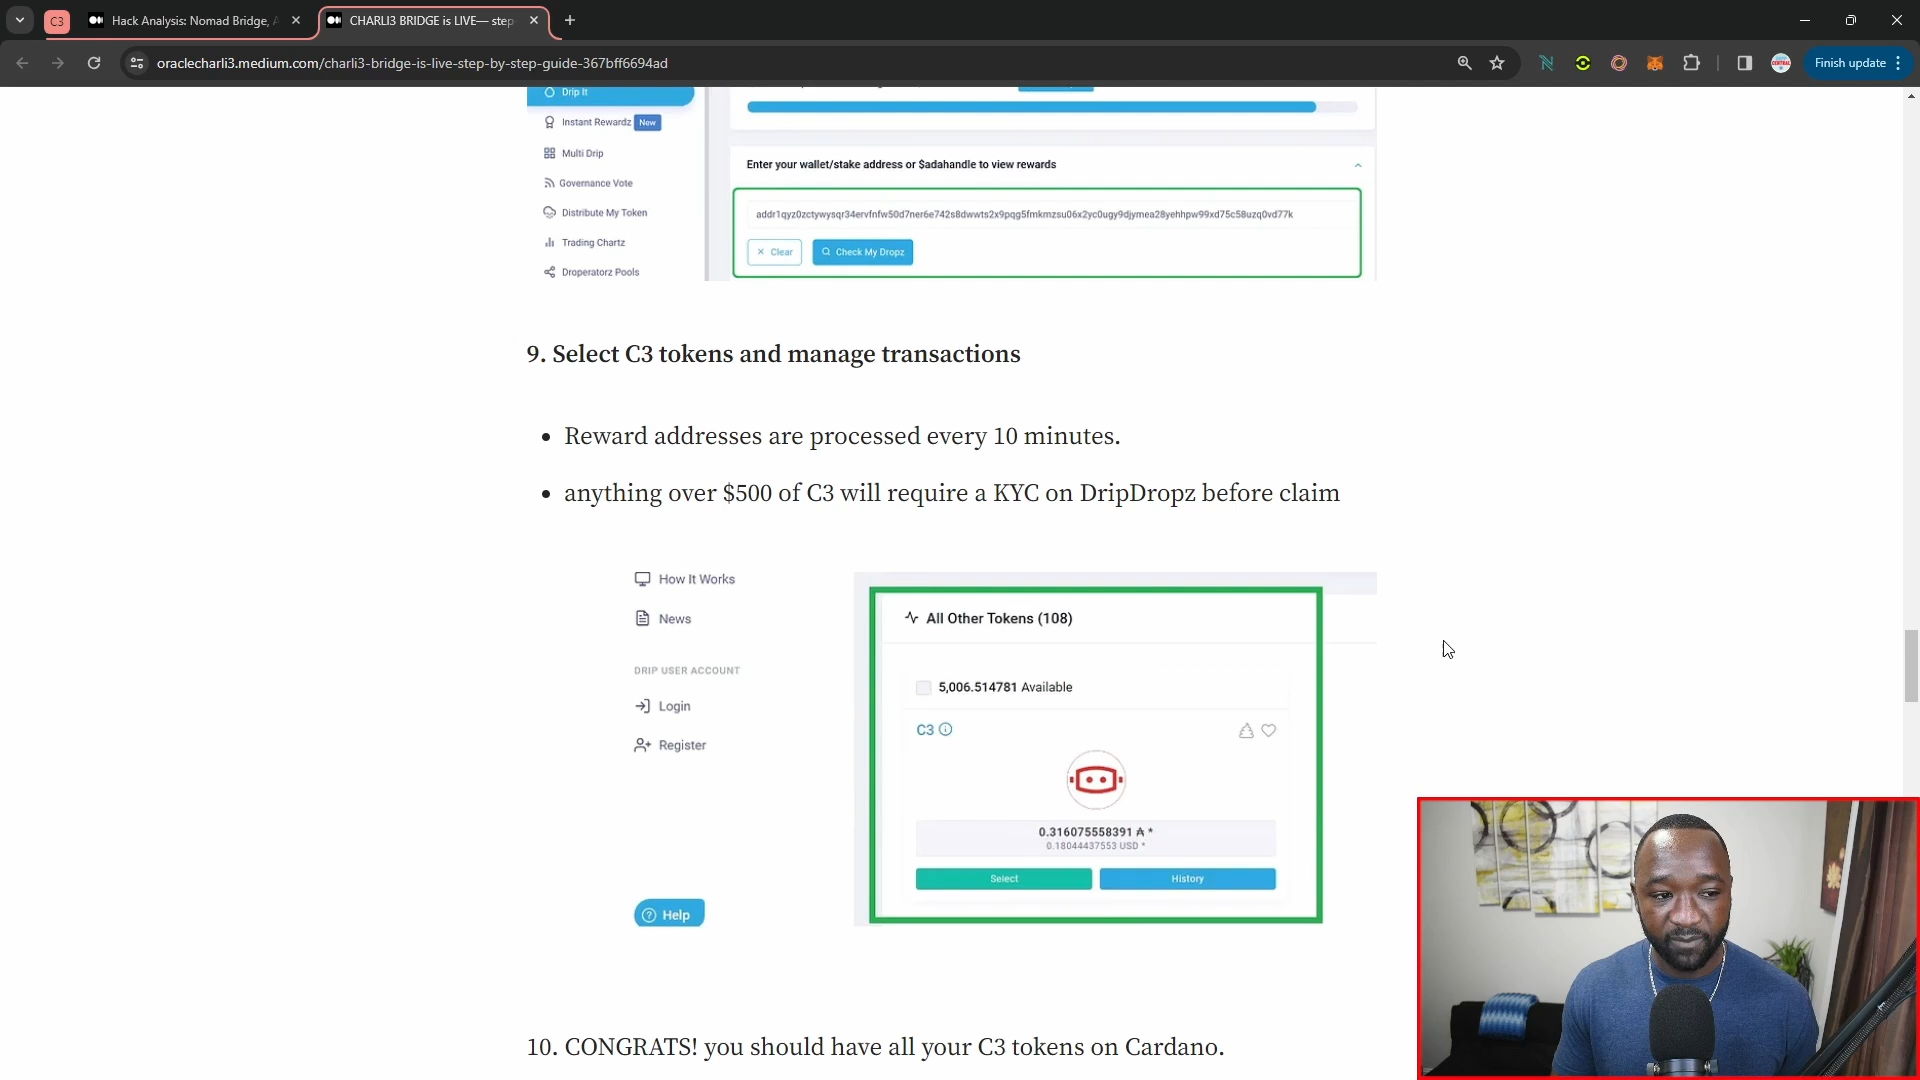 C3
Hack Analysis: Nomad Bridge, A
CHARLI3 BRIDGE is LIVE— step
oraclecharli3.medium.com/charli3-bridge-is-live-step-by-step-guide-367bff6694ad
Finish update
Drip It
Instant Rewardz New
Multi Drip
Governance Vote
Distribute My Token
Trading Chartz
Droperatorz Pools
Enter your wallet/stake address or $adahandle to view rewards
addr1qyz0zctywysqr34ervfnfw50d7ner6e742s8dwwts2x9pqg5fmkmzsu06x2yc0ugy9djymea28yehhpw99xd75c58uzq0vd77k
Clear
Check My Dropz
9. Select C3 tokens and manage transactions
• Reward addresses are processed every 10 minutes.
• anything over $500 of C3 will require a KYC on DripDropz before claim
How It Works
News
DRIP USER ACCOUNT
Login
Register
Help
All Other Tokens (108)
5,006.514781 Available
C3
0.316075558391 ₳ *
0.18044437553 USD *
Select
History
10. CONGRATS! you should have all your C3 tokens on Cardano.